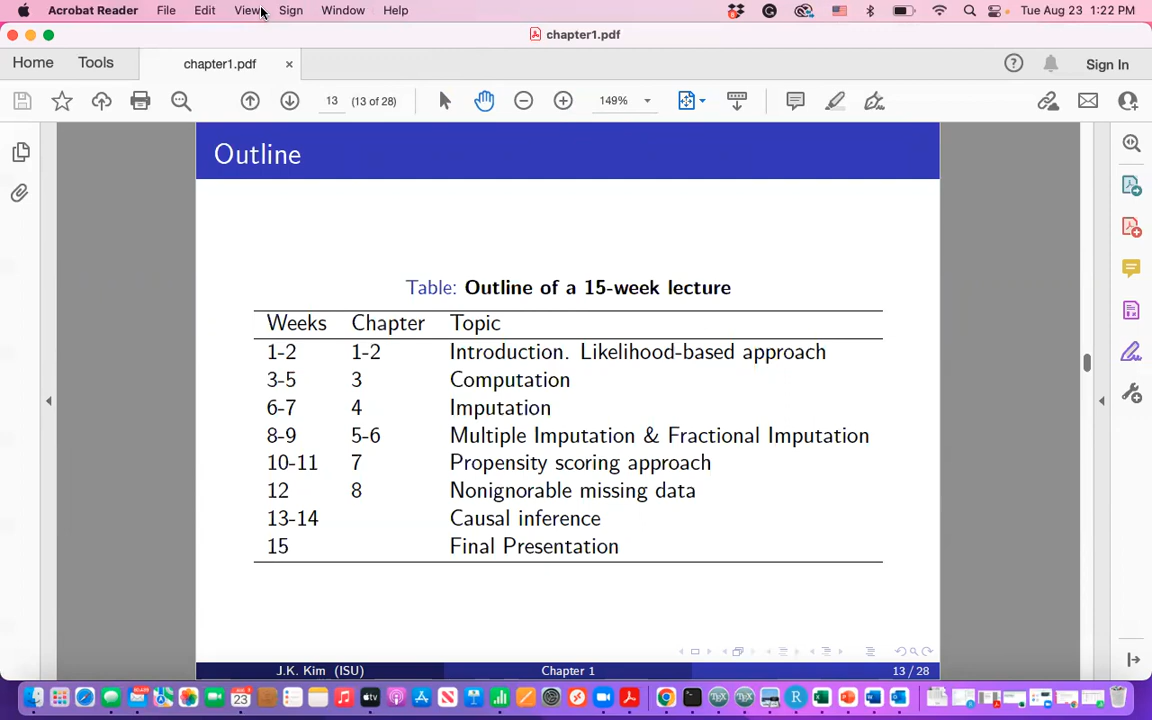 Acrobat Reader File Edit View Sign Window Help Tue Aug 23 1:22 PM
chapter1.pdf
Home Tools chapter1.pdf × Sign In
13 (13 of 28) 149%
Outline
Table: Outline of a 15-week lecture
Weeks Chapter Topic
1-2 1-2 Introduction. Likelihood-based approach
3-5 3 Computation
6-7 4 Imputation
8-9 5-6 Multiple Imputation & Fractional Imputation
10-11 7 Propensity scoring approach
12 8 Nonignorable missing data
13-14 Causal inference
15 Final Presentation
J.K. Kim (ISU) Chapter 1 13 / 28